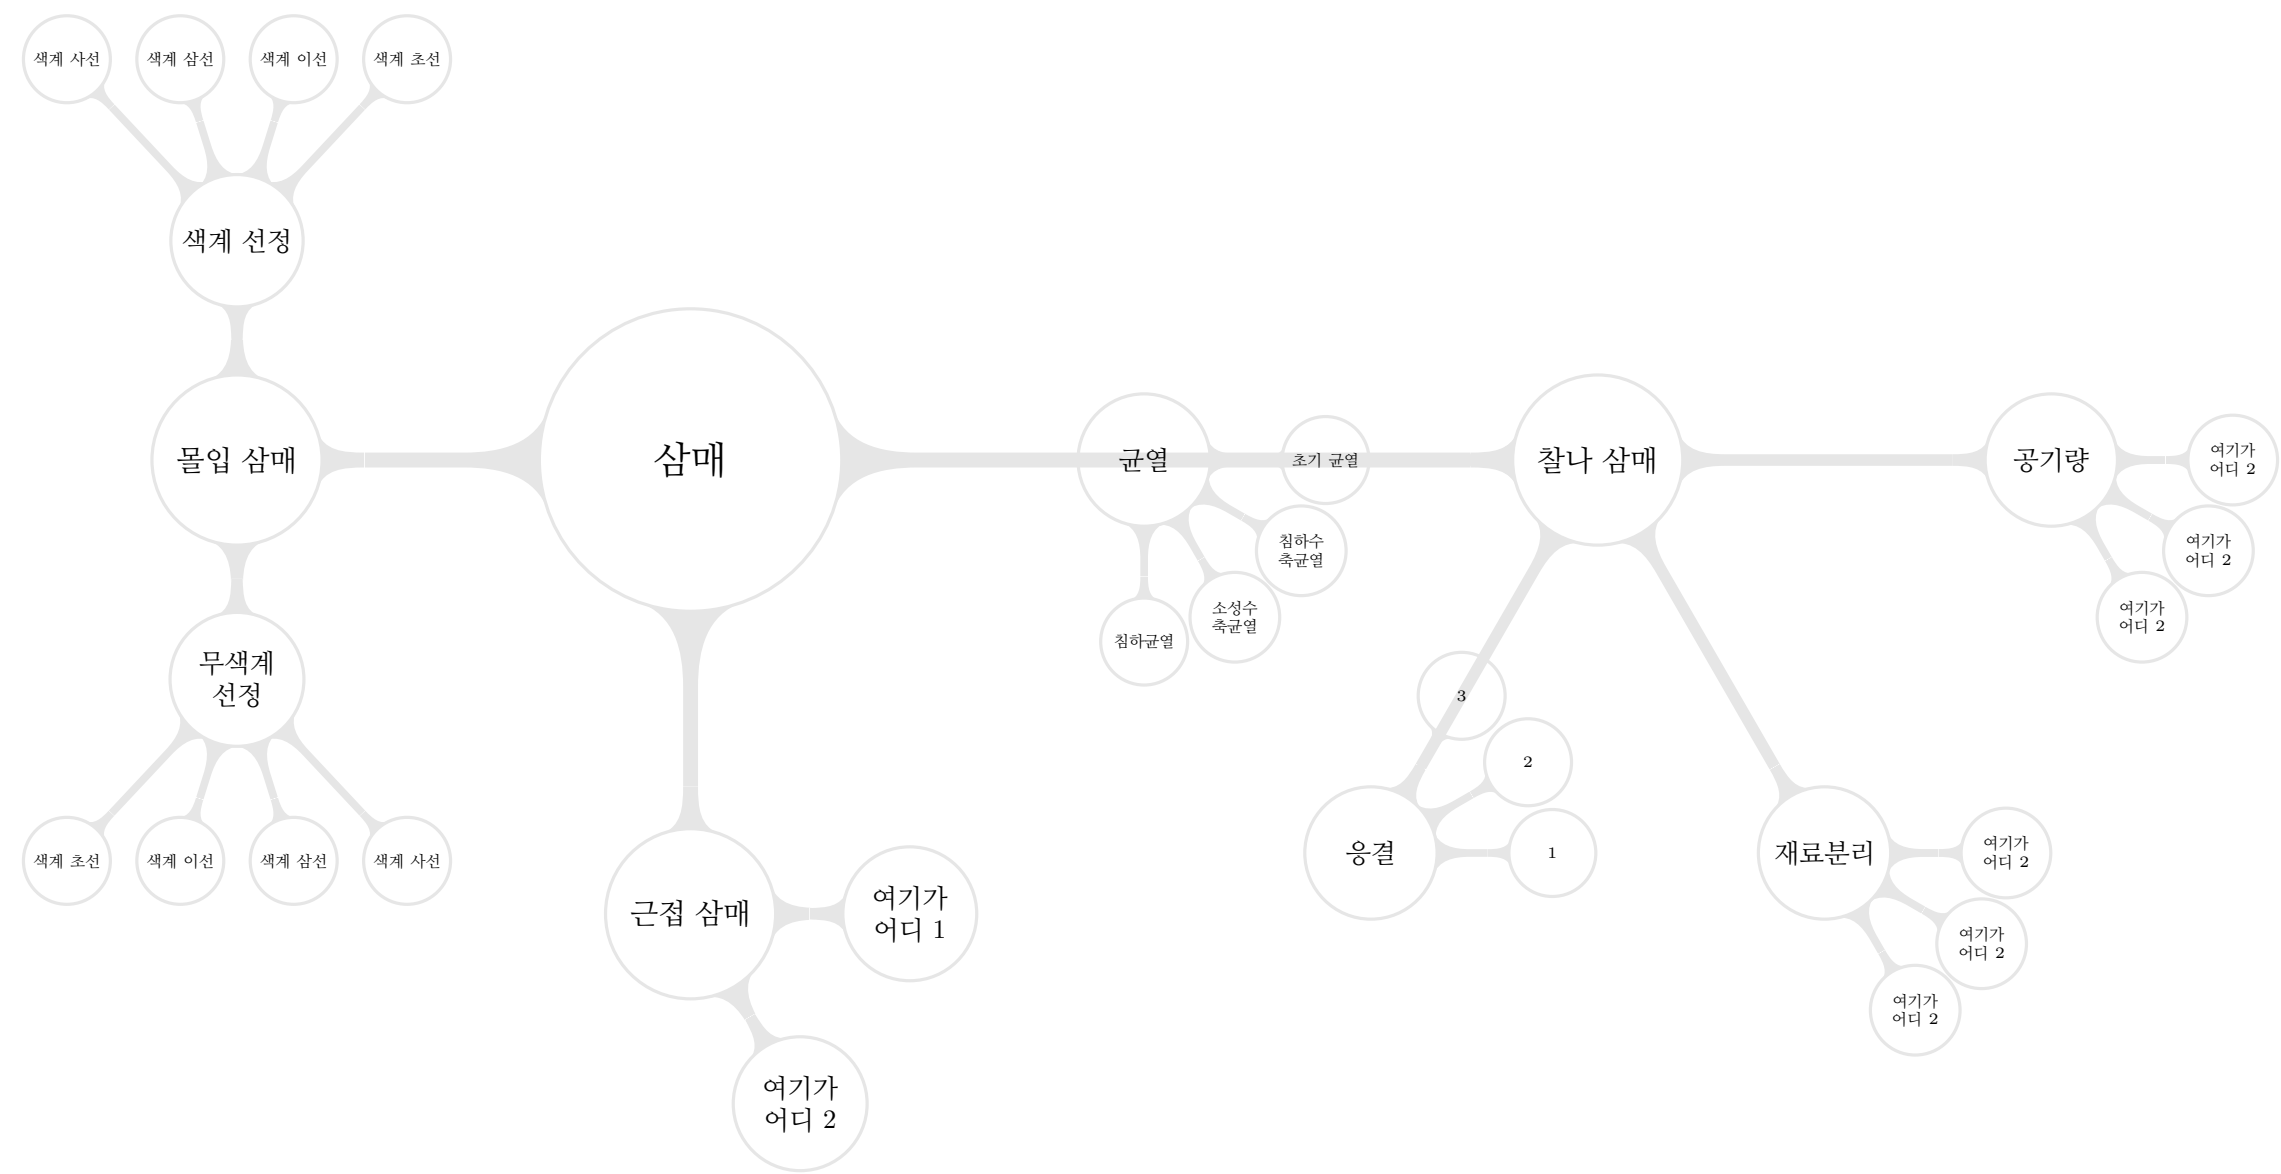 색계 사선
색계 삼선
색계 이선
색계 초선
색계 선정
몰입 삼매
삼매
균열
초기 균열
찰나 삼매
공기량
여기가
어디 2
여기가
어디 2
여기가
어디 2
침하수
축균열
소성수
축균열
침하균열
무색계
선정
색계 초선
색계 이선
색계 삼선
색계 사선
근접 삼매
여기가
어디 1
여기가
어디 2
3
2
1
응결
재료분리
여기가
어디 2
여기가
어디 2
여기가
어디 2